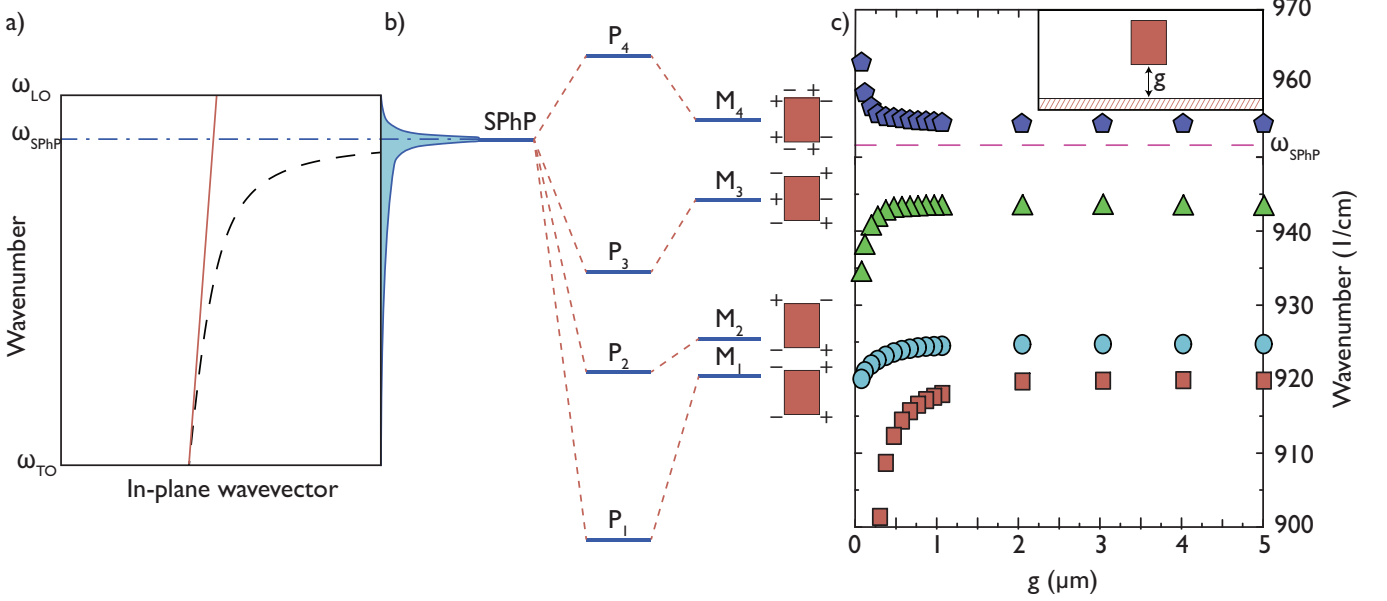 a)
ω_LO
ω_SPhP
ω_TO
Wavenumber
In-plane wavevector
b)
SPhP
P_4
P_3
P_2
P_1
M_4
M_3
M_2
M_1
- +
+ -
+ +
- +
- -
+ +
- -
+ -
- +
- +
- +
c)
g
970
960
ω_SPhP
940
930
920
910
900
Wavenumber (1/cm)
0 1 2 3 4 5
g (μm)